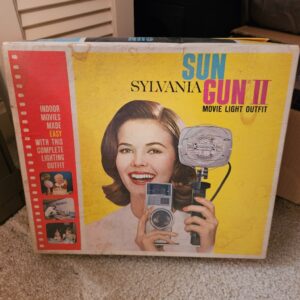 SUN
SYLVANIA GUN II
MOVIE LIGHT OUTFIT
INDOOR
MOVIES
MADE
EASY
WITH THIS
COMPLETE
LIGHTING
OUTFIT